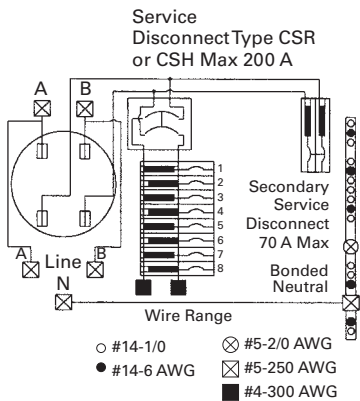 Service
Disconnect Type CSR
or CSH Max 200 A
A
B
1
2
3
4
5
6
7
8
Secondary
Service
Disconnect
70 A Max
A
Line
B
N
Bonded
Neutral
Wire Range
#14-1/0
#5-2/0 AWG
#14-6 AWG
#5-250 AWG
#4-300 AWG